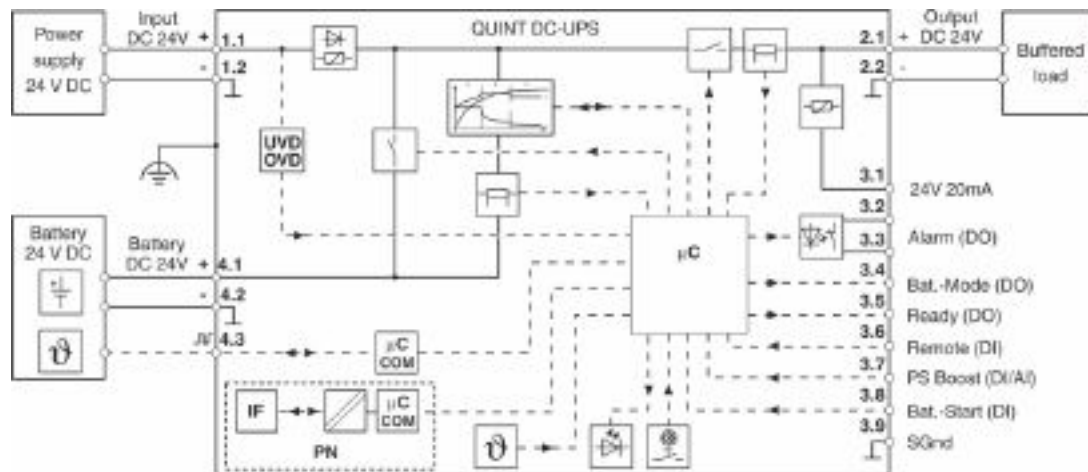 Power
supply
24 V DC
Input
DC 24V +
1.1
- 1.2
QUINT DC-UPS
2.1
Output
+ DC 24V
2.2 -
Buffered
load
UVD
OVD
3.1
24V 20mA
3.2
3.3
Alarm (DO)
Battery
24 V DC
Battery
DC 24V +
4.1
- 4.2
µC
3.4
Bat.-Mode (DO)
3.5
Ready (DO)
3.6
Remote (DI)
3.7
PS Boost (DI/AI)
3.8
Bat.-Start (DI)
3.9
SGnd
4.3
ϑ
µC
COM
IF
µC
COM
PN
ϑ